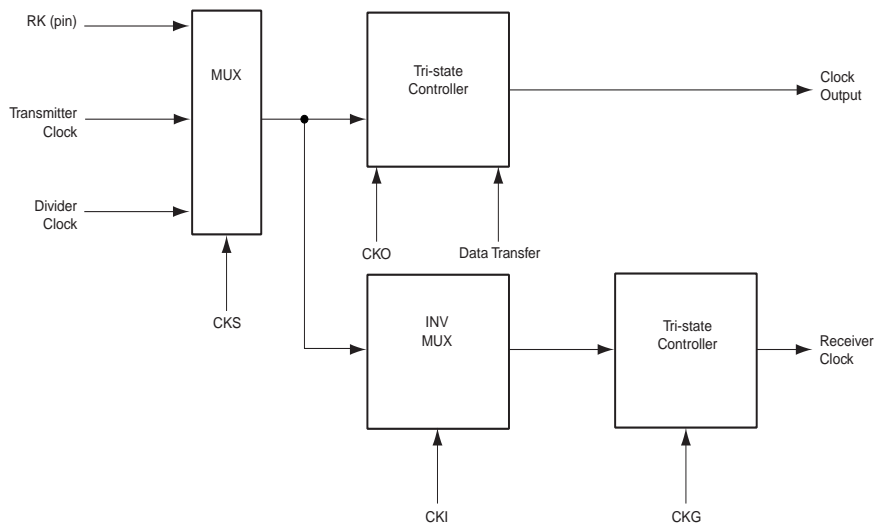 RK (pin)
MUX
Tri-state
Controller
Clock
Output
Transmitter
Clock
Divider
Clock
CKO
Data Transfer
CKS
INV
MUX
Tri-state
Controller
Receiver
Clock
CKI
CKG